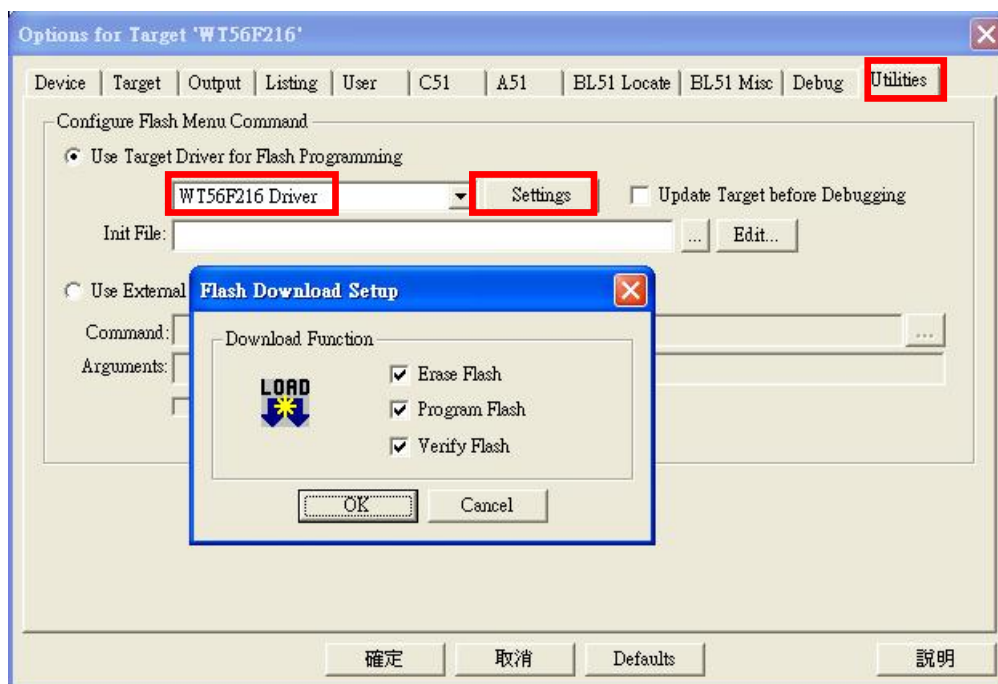 Options for Target 'WT56F216'
Device Target Output Listing User C51 A51 BL51 Locate BL51 Misc Debug Utilities
Configure Flash Menu Command
Use Target Driver for Flash Programming
WT56F216 Driver Settings Update Target before Debugging
Init File: ... Edit...
Use External
Command: ...
Arguments:
Flash Download Setup
Download Function
LOAD
Erase Flash
Program Flash
Verify Flash
OK Cancel
確定 取消 Defaults 說明